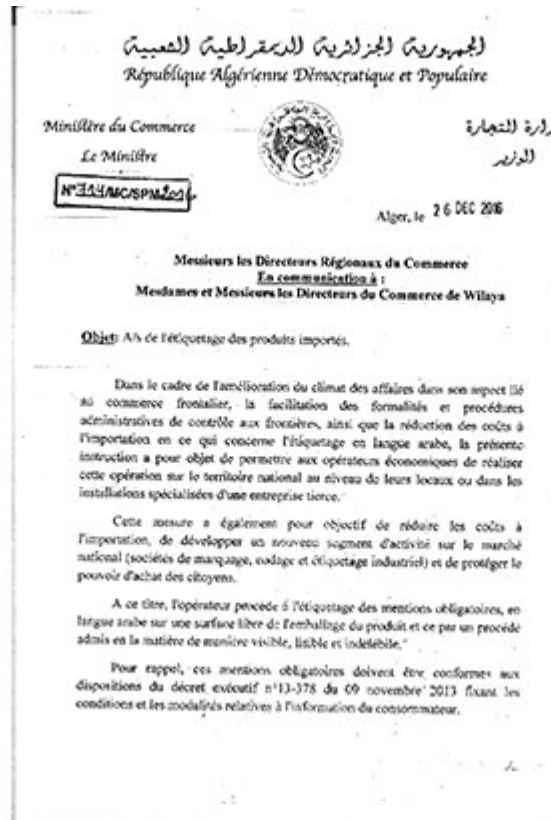 الجمهورية الجزائرية الديمقراطية الشعبية
République Algérienne Démocratique et Populaire
Ministère du Commerce
وزارة التجارة
Le Ministre
الوزير
Alger, le 26 DEC 2016
Messieurs les Directeurs Régionaux du Commerce
En communication à :
Mesdames et Messieurs les Directeurs du Commerce de Wilaya
Objet: A/s de l'étiquetage des produits importés.
Dans le cadre de l'amélioration du climat des affaires dans son aspect lié
au commerce frontalier, la facilitation des formalités et procédures
administratives de contrôle aux frontières, ainsi que la réduction des coûts à
l'importation en ce qui concerne l'étiquetage en langue arabe, la présente
instruction a pour objet de permettre aux opérateurs économiques de réaliser
cette opération sur le territoire national au niveau de leurs locaux ou dans les
installations spécialisées d'une entreprise tierce.
Cette mesure a également pour objectif de réduire les coûts à
l'importation, de développer un nouveau segment d'activité sur le marché
national (sociétés de marquage, codage et étiquetage industriel) et de protéger le
pouvoir d'achat des citoyens.
A ce titre, l'opérateur procède à l'étiquetage des mentions obligatoires, en
langue arabe sur une surface libre de l'emballage du produit et ce par un procédé
admis en la matière de manière visible, lisible et indélébile."
Pour rappel, ces mentions obligatoires doivent être conformes aux
dispositions du décret exécutif n°13-378 du 09 novembre 2013 fixant les
conditions et les modalités relatives à l'information du consommateur.